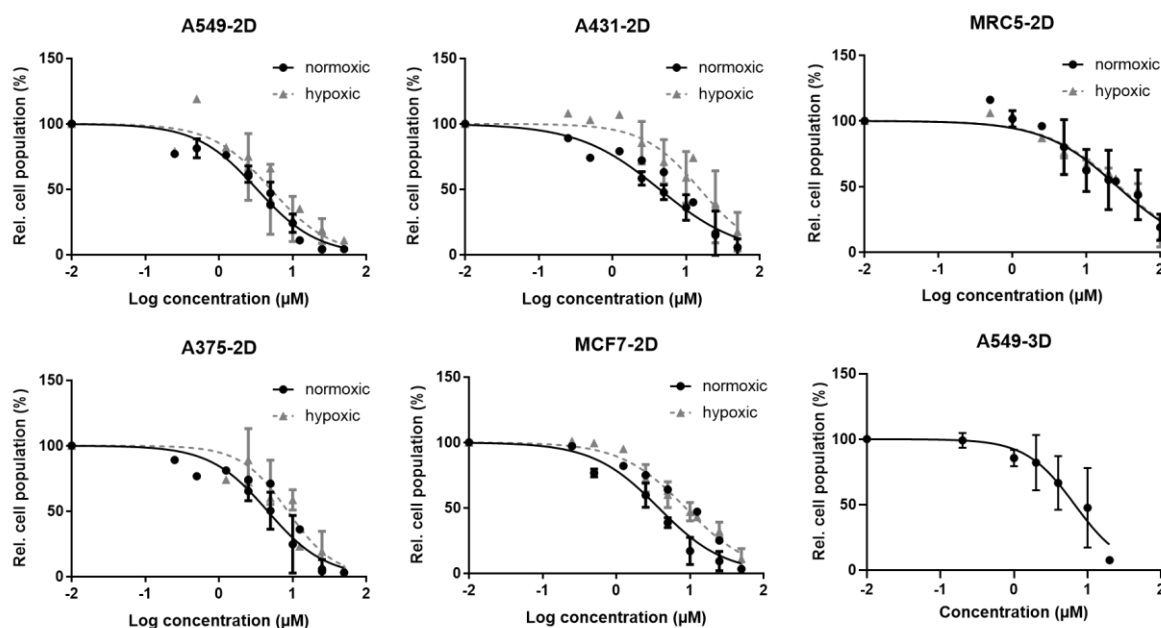 A549-2D
Rel. cell population (%)
150
100
50
0
normoxic
hypoxic
-2 -1 0 1 2
Log concentration (µM)
A431-2D
Rel. cell population (%)
150
100
50
0
normoxic
hypoxic
-2 -1 0 1 2
Log concentration (µM)
MRC5-2D
Rel. cell population (%)
150
100
50
0
normoxic
hypoxic
-2 -1 0 1 2
Log concentration (µM)
A375-2D
Rel. cell population (%)
150
100
50
0
normoxic
hypoxic
-2 -1 0 1 2
Log concentration (µM)
MCF7-2D
Rel. cell population (%)
150
100
50
0
normoxic
hypoxic
-2 -1 0 1 2
Log concentration (µM)
A549-3D
Rel. cell population (%)
150
100
50
0
-2 -1 0 1 2
Concentration (µM)